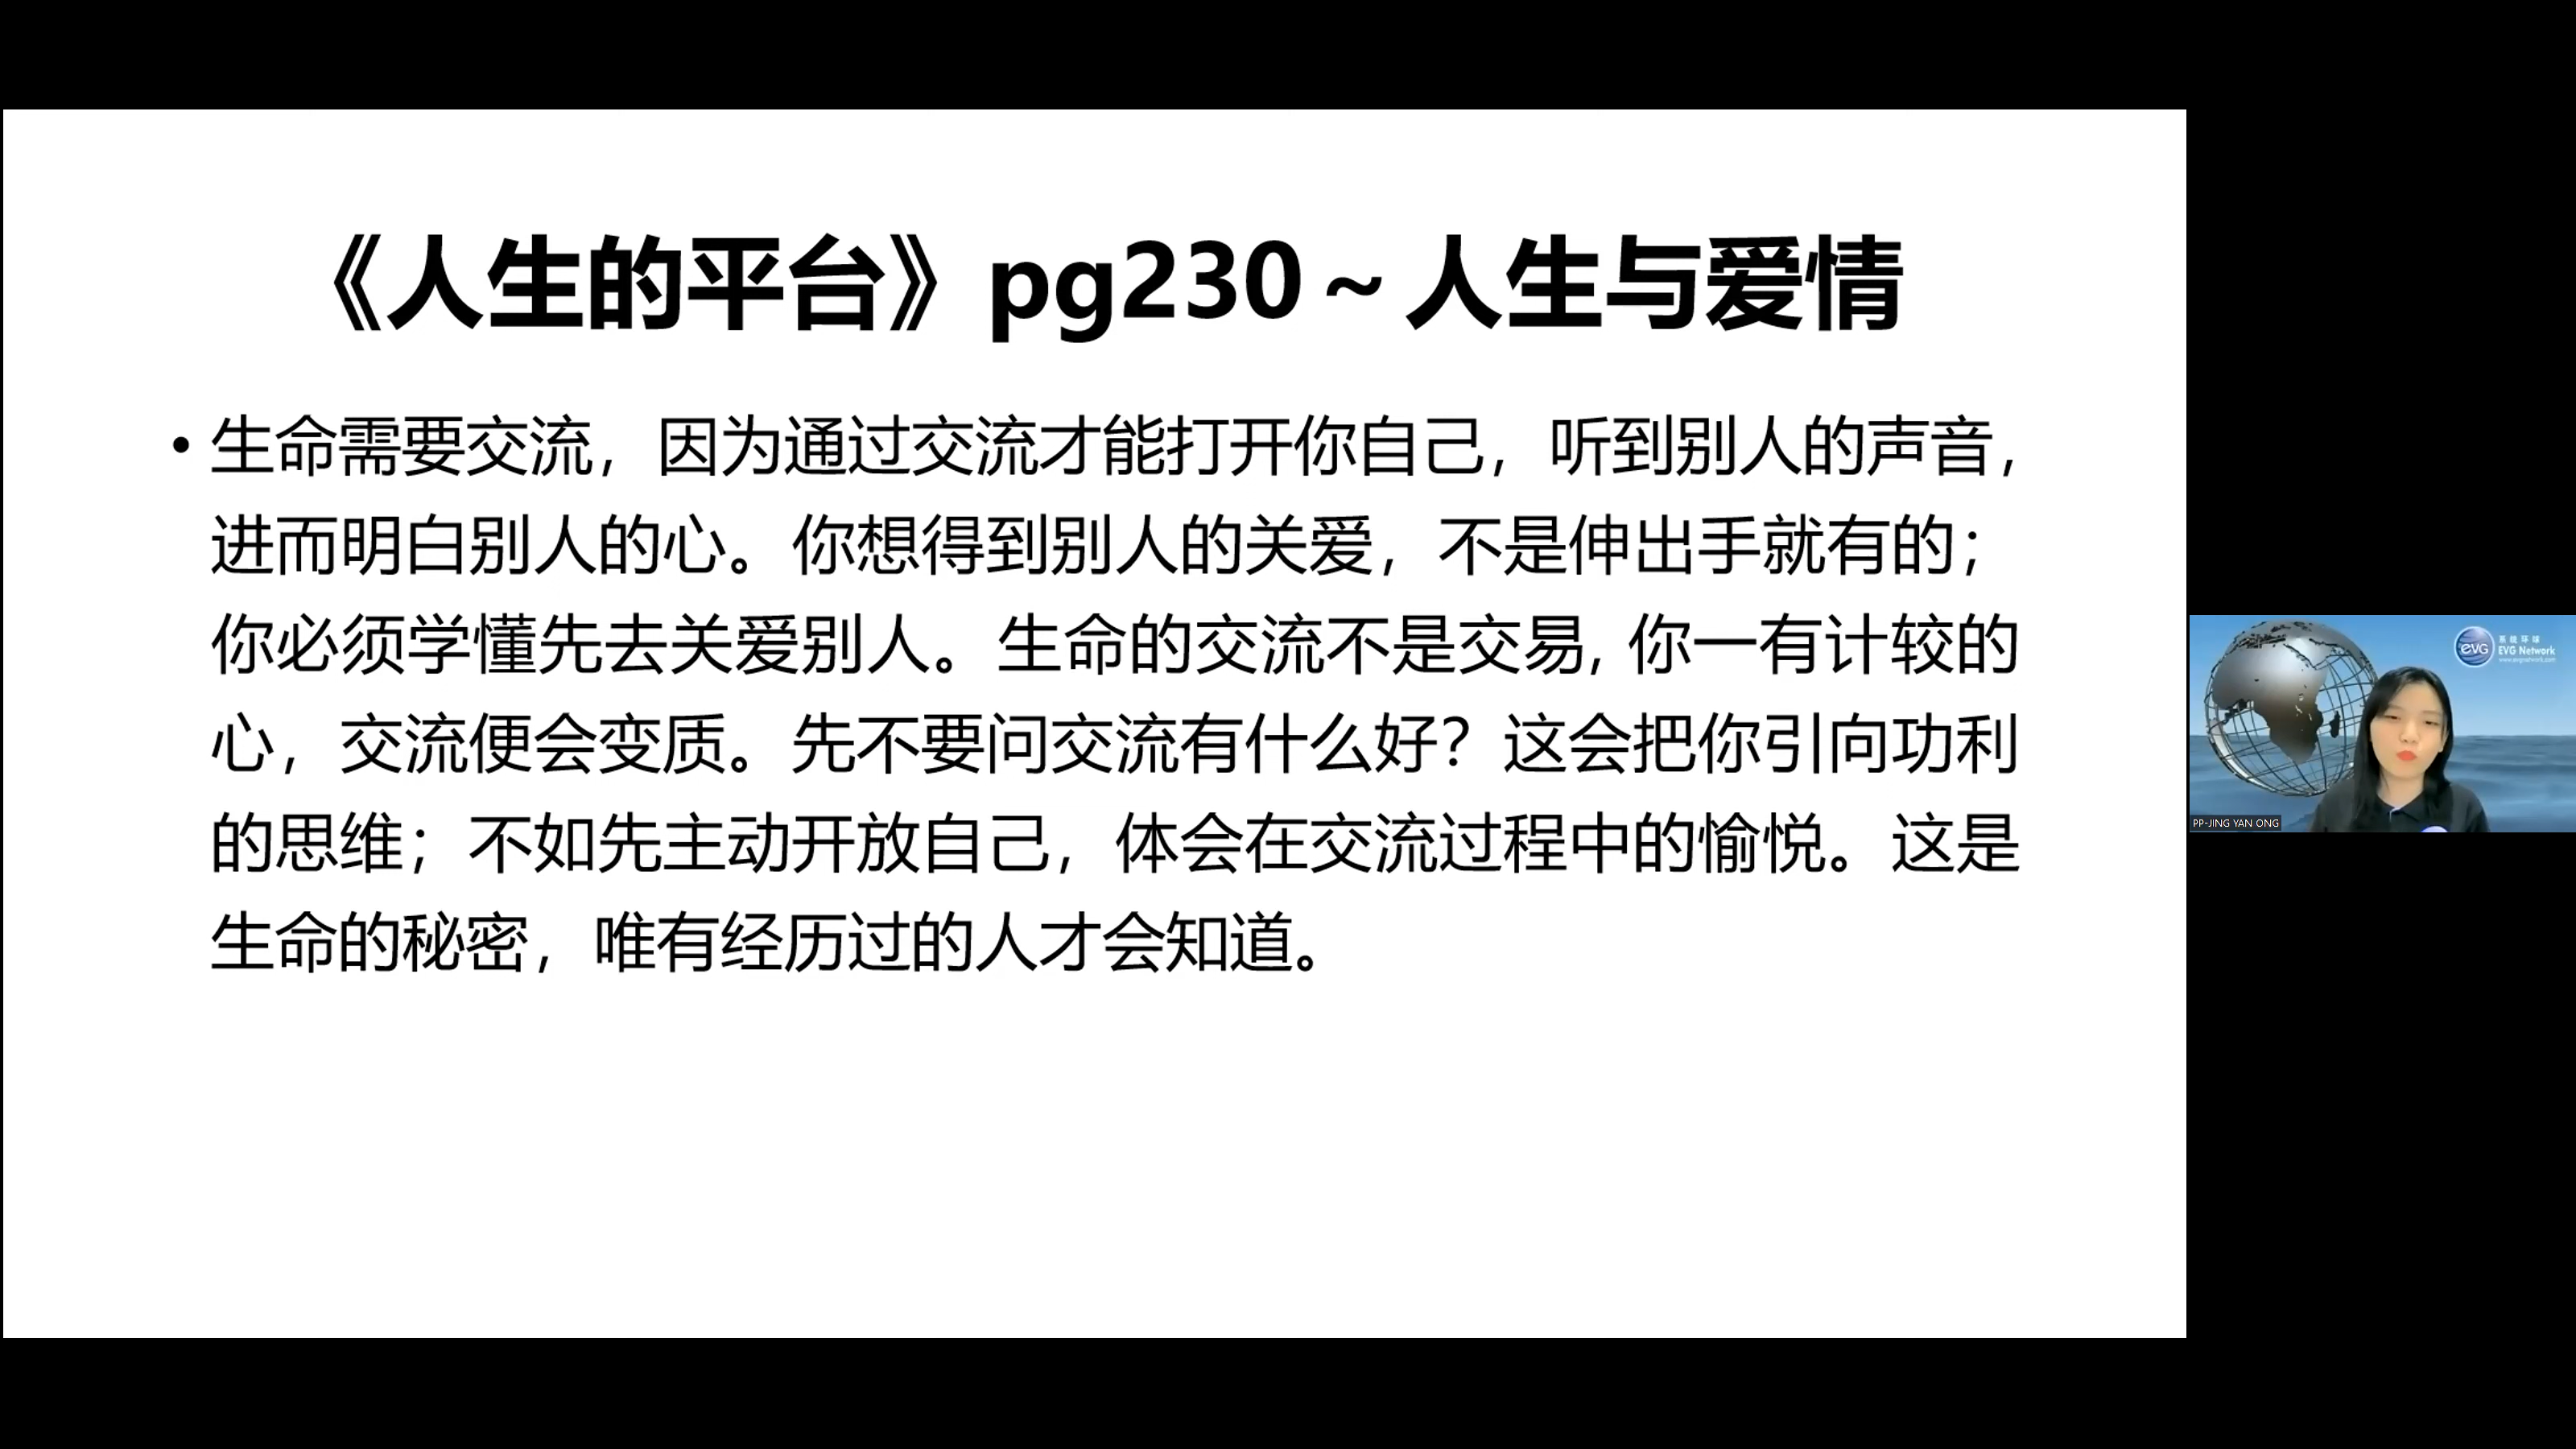 《人生的平台》pg230～人生与爱情
• 生命需要交流，因为通过交流才能打开你自己，听到别人的声音，
进而明白别人的心。你想得到别人的关爱，不是伸出手就有的；
你必须学懂先去关爱别人。生命的交流不是交易, 你一有计较的
心，交流便会变质。先不要问交流有什么好？这会把你引向功利
的思维；不如先主动开放自己，体会在交流过程中的愉悦。这是
生命的秘密，唯有经历过的人才会知道。
EVG
系统环球
EVG Network
www.evgnetwork.com
PP-JING YAN ONG